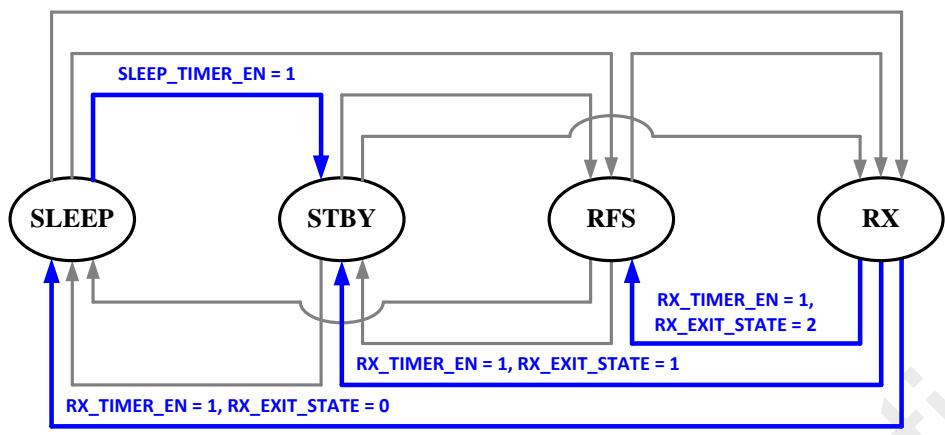 SLEEP_TIMER_EN = 1
SLEEP
STBY
RFS
RX
RX_TIMER_EN = 1,
RX_EXIT_STATE = 2
RX_TIMER_EN = 1, RX_EXIT_STATE = 1
RX_TIMER_EN = 1, RX_EXIT_STATE = 0